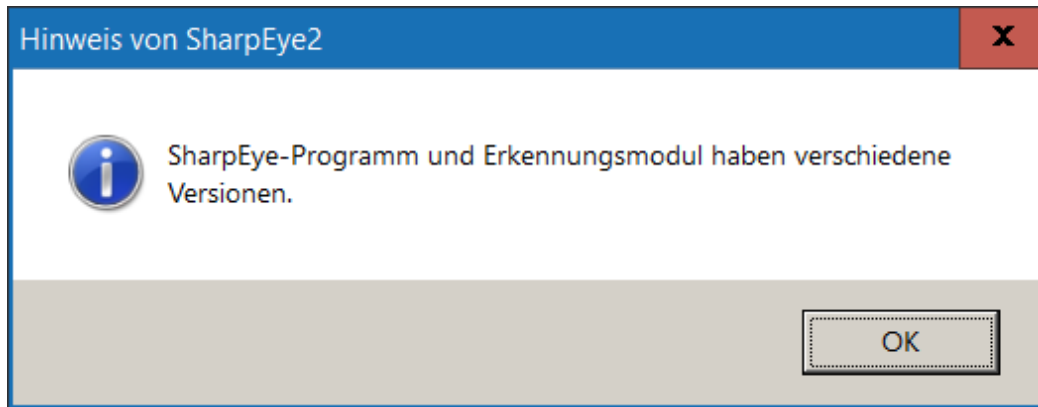 Hinweis von SharpEye2
SharpEye-Programm und Erkennungsmodul haben verschiedene
Versionen.
OK